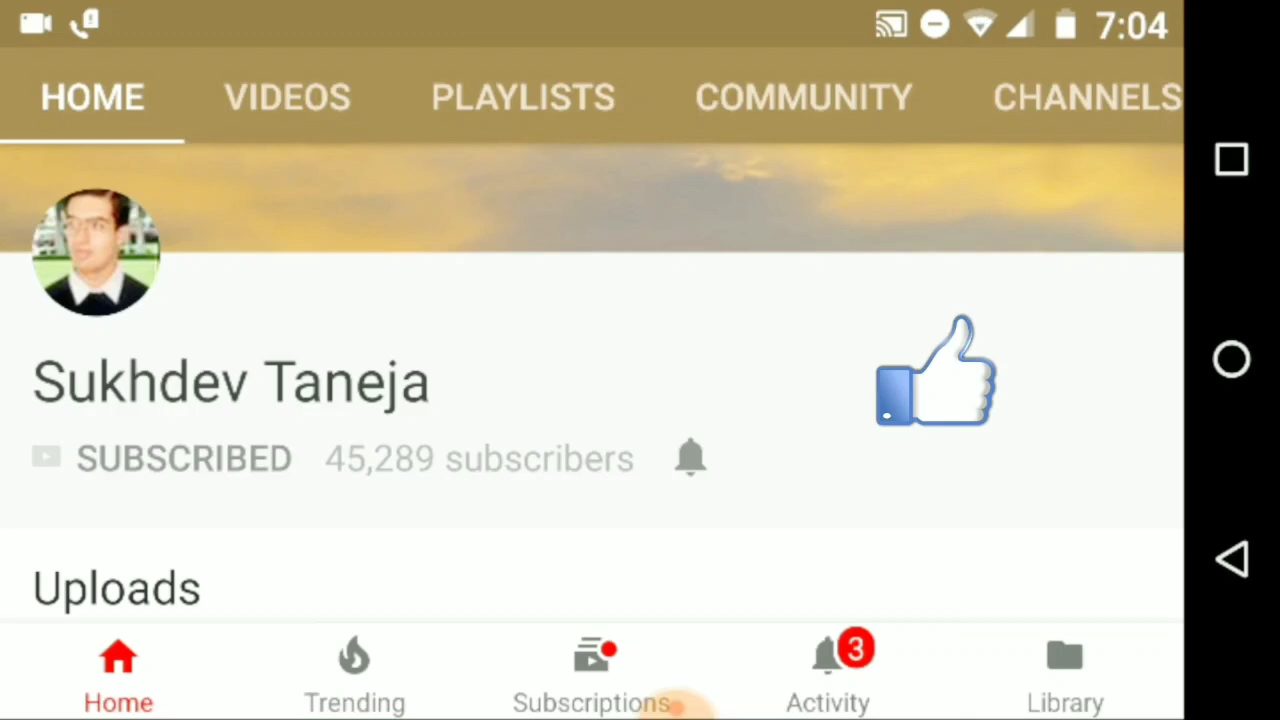 7:04
HOME VIDEOS PLAYLISTS COMMUNITY CHANNELS
Sukhdev Taneja
SUBSCRIBED 45,289 subscribers
Uploads
3
Home Trending Subscriptions Activity Library